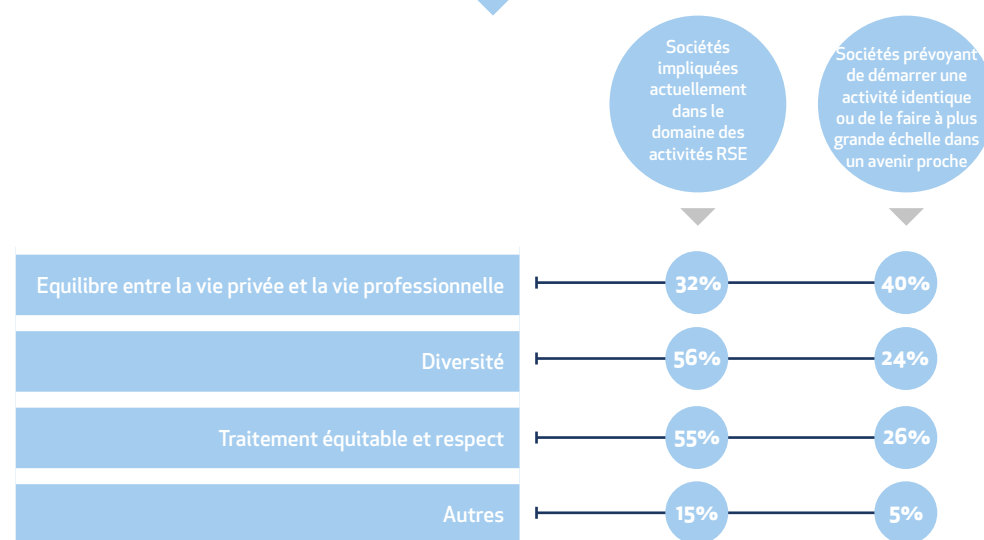 Sociétés
impliquées
actuellement
dans le
domaine des
activités RSE
Sociétés prévoyant
de démarrer une
activité identique
ou de le faire à plus
grande échelle dans
un avenir proche
Equilibre entre la vie privée et la vie professionnelle
32%
40%
Diversité
56%
24%
Traitement équitable et respect
55%
26%
Autres
15%
5%